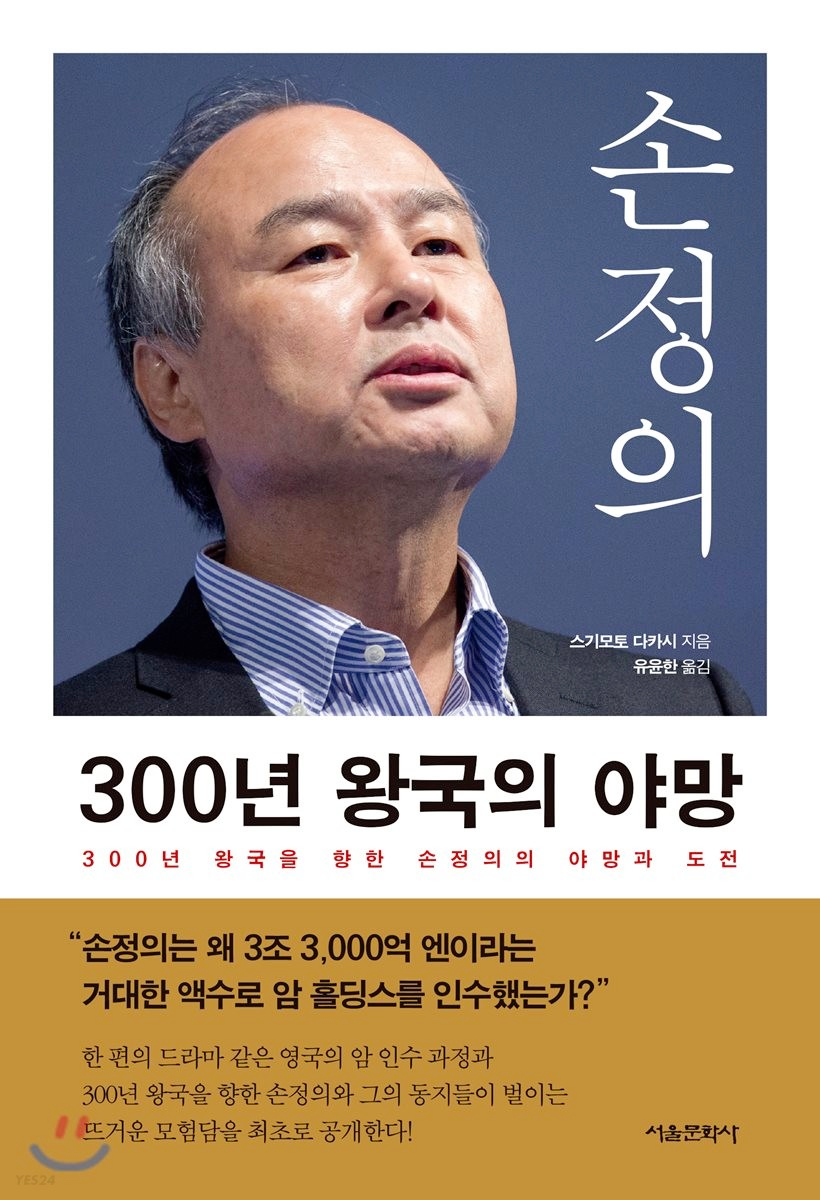 손정의
스기모토 다카시 지음
유윤한 옮김
300년 왕국의 야망
300년 왕국을 향한 손정의의 야망과 도전
“손정의는 왜 3조 3,000억 엔이라는
거대한 액수로 암 홀딩스를 인수했는가?”
한 편의 드라마 같은 영국의 암 인수 과정과
300년 왕국을 향한 손정의와 그의 동지들이 벌이는
뜨거운 모험담을 최초로 공개한다!
서울문화사
YES24